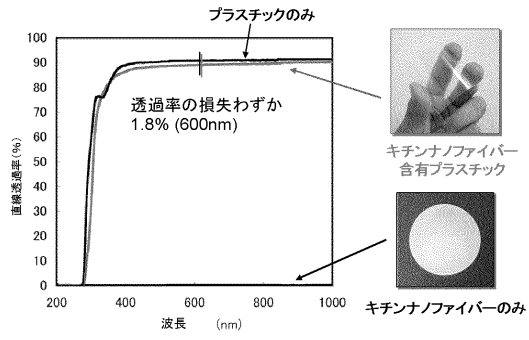 プラスチックのみ
100
90
80
70
60
50
40
30
20
10
0
直線透過率(%)
透過率の損失わずか
1.8% (600nm)
200
400
600
800
1000
波長 (nm)
キチンナノファイバー
含有プラスチック
キチンナノファイバーのみ